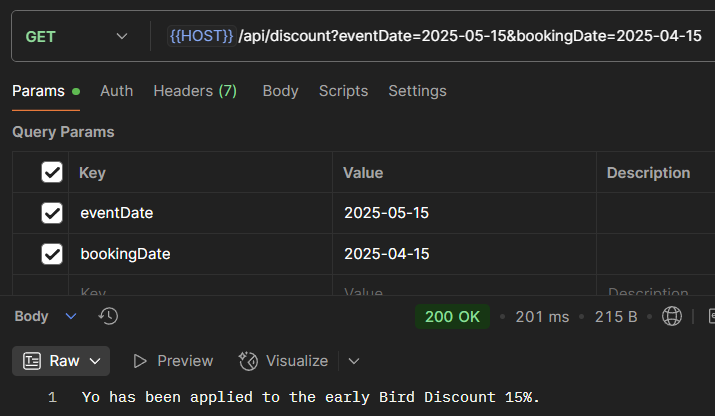 GET {{HOST}}/api/discount?eventDate=2025-05-15&bookingDate=2025-04-15
Params Auth Headers (7) Body Scripts Settings
Query Params
Key Value Description
eventDate 2025-05-15
bookingDate 2025-04-15
Key Value Description
Body 200 OK 201 ms 215 B
Raw Preview Visualize
1 Yo has been applied to the early Bird Discount 15%.